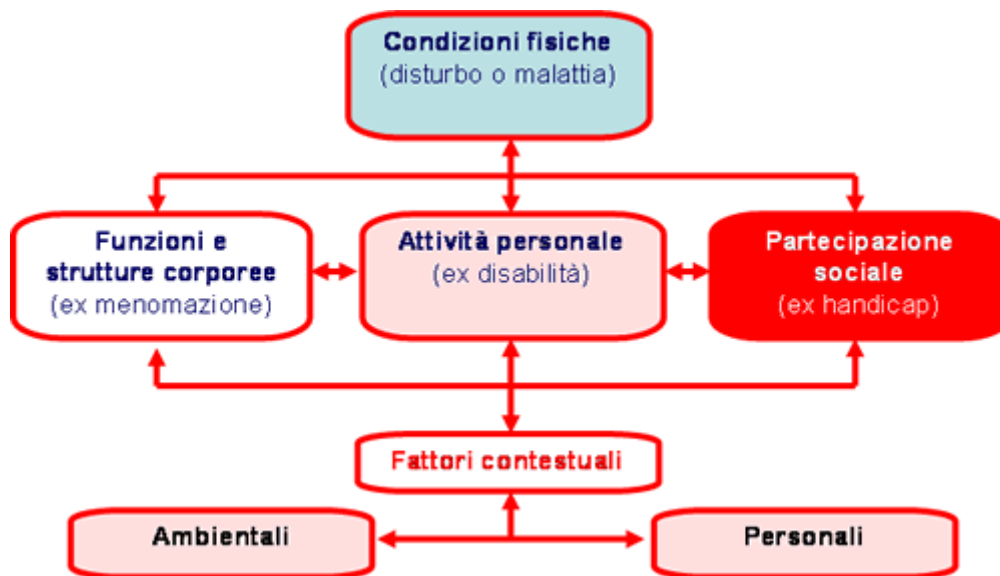 Condizioni fisiche
(disturbo o malattia)
Funzioni e
strutture corporee
(ex menomazione)
Attività personale
(ex disabilità)
Partecipazione
sociale
(ex handicap)
Fattori contestuali
Ambientali
Personali